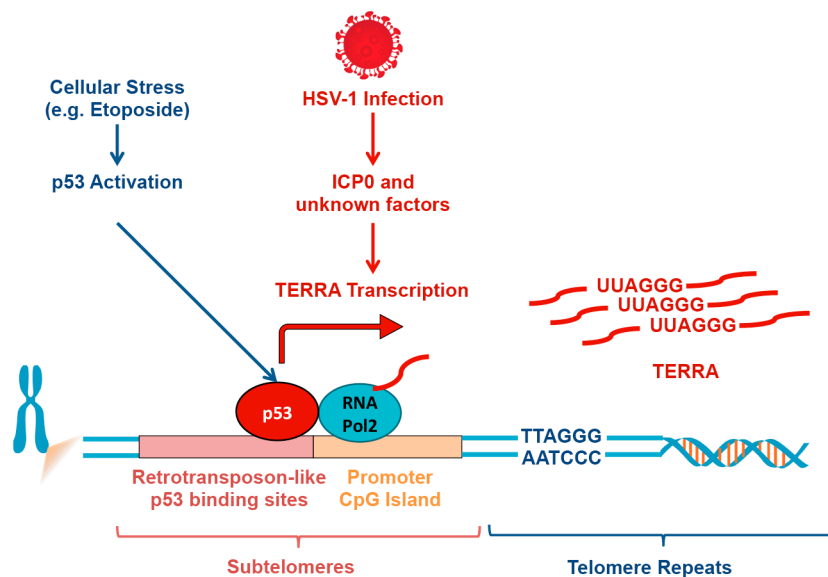 Cellular Stress
(e.g. Etoposide)
p53 Activation
HSV-1 Infection
ICP0 and
unknown factors
TERRA Transcription
UUAGGG
UUAGGG
UUAGGG
TERRA
p53
RNA
Pol2
TTAGGG
AATCCC
Retrotransposon-like
p53 binding sites
Promoter
CpG Island
Subtelomeres
Telomere Repeats